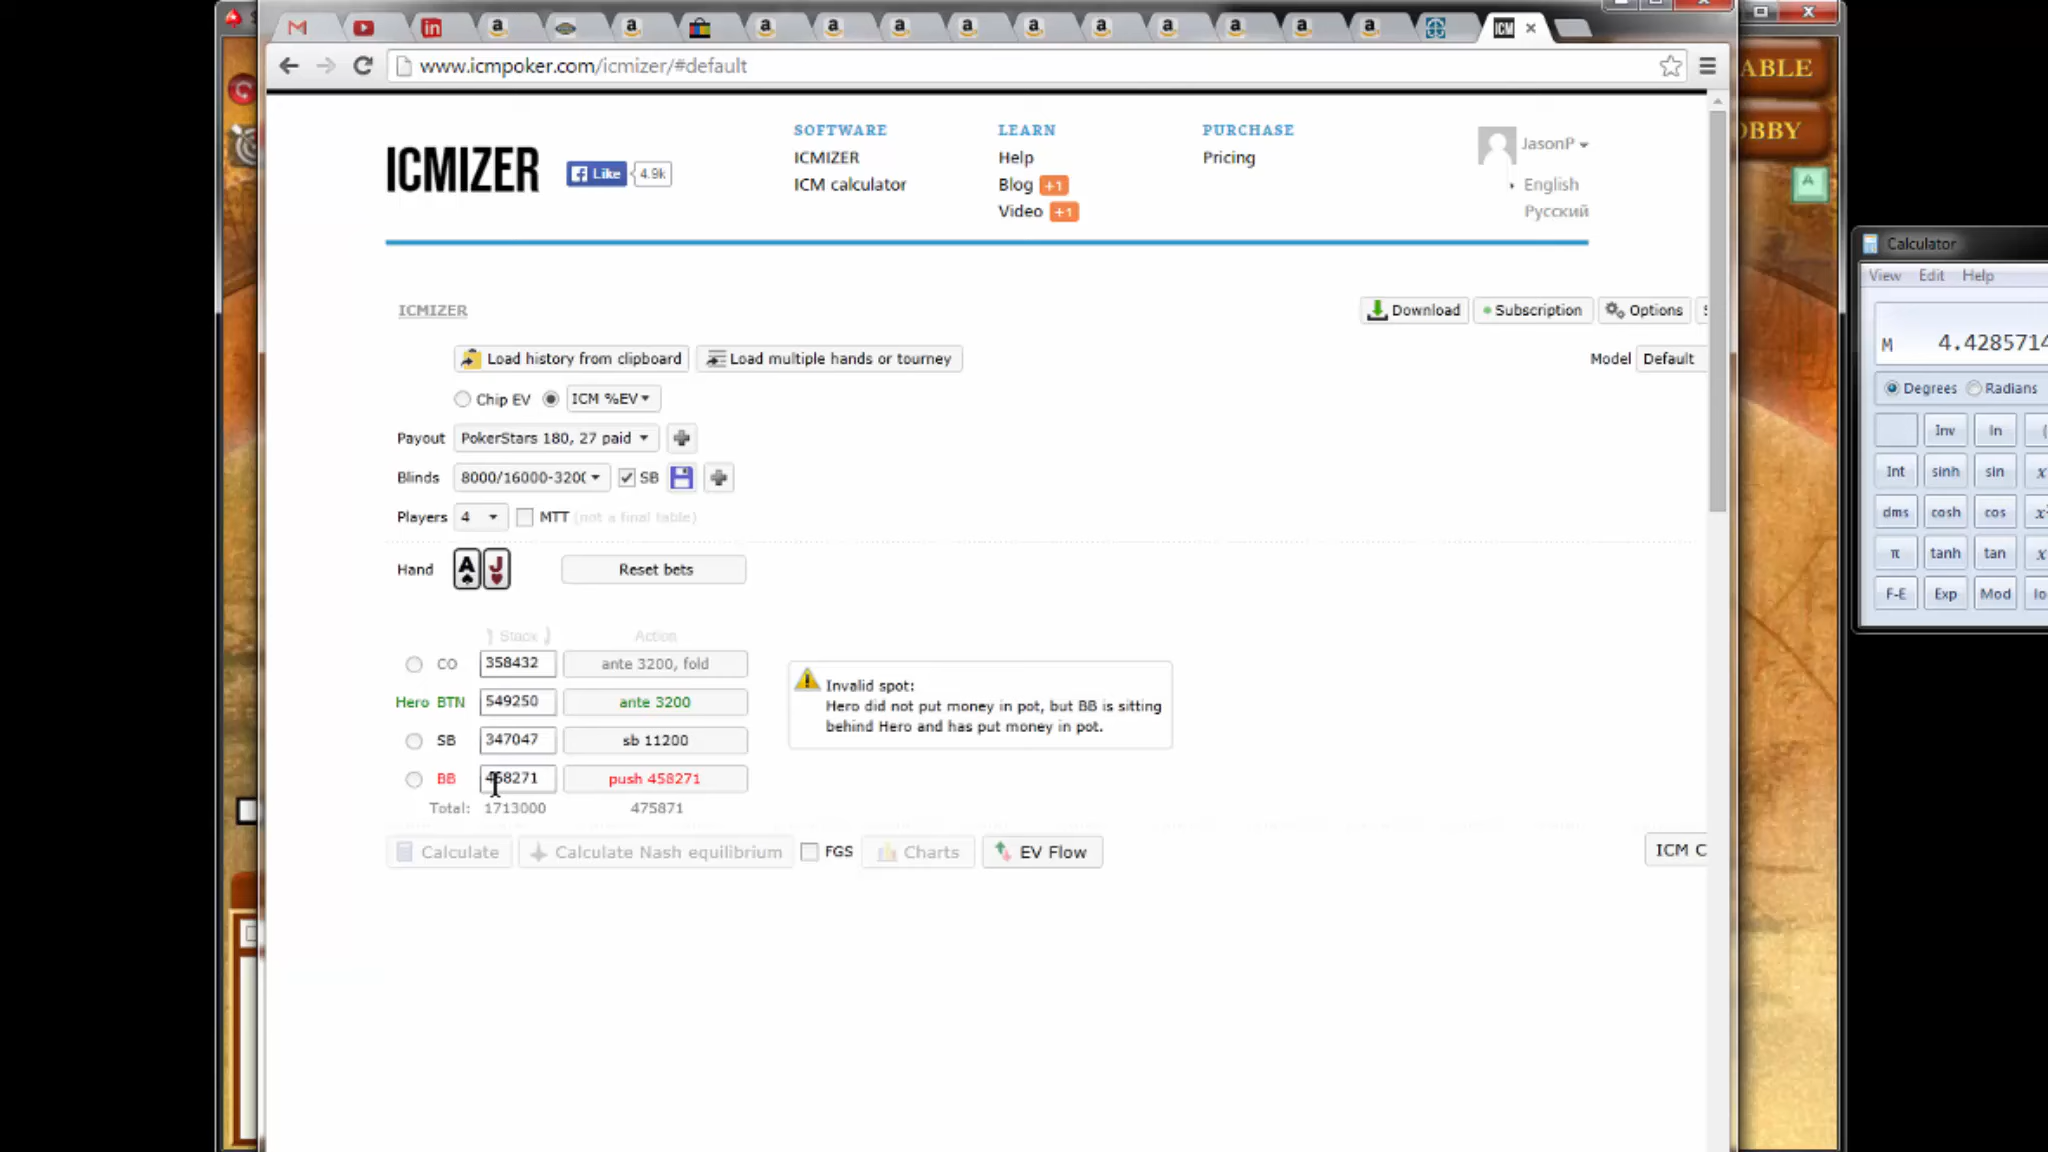 www.icmpoker.com/icmizer/#default
ABLE
OBBY
A
ICMIZER
Like
4.9k
SOFTWARE
ICMIZER
ICM calculator
LEARN
Help
Blog +1
Video +1
PURCHASE
Pricing
JasonP
English
Русский
Calculator
View Edit Help
M 4.4285714
Degrees Radians
Inv ln (
Int sinh sin
dms cosh cos
π tanh tan
F-E Exp Mod lo
ICMIZER
Download
Subscription
Options
Load history from clipboard
Load multiple hands or tourney
Model Default
Chip EV
ICM %EV
Payout PokerStars 180, 27 paid
Blinds 8000/16000-320( SB
Players 4 MTT (not a final table)
Hand A J Reset bets
Stack Action
CO 358432 ante 3200, fold
Hero BTN 549250 ante 3200
SB 347047 sb 11200
BB 458271 push 458271
Total: 1713000 475871
Invalid spot:
Hero did not put money in pot, but BB is sitting
behind Hero and has put money in pot.
Calculate
Calculate Nash equilibrium
FGS
Charts
EV Flow
ICM C